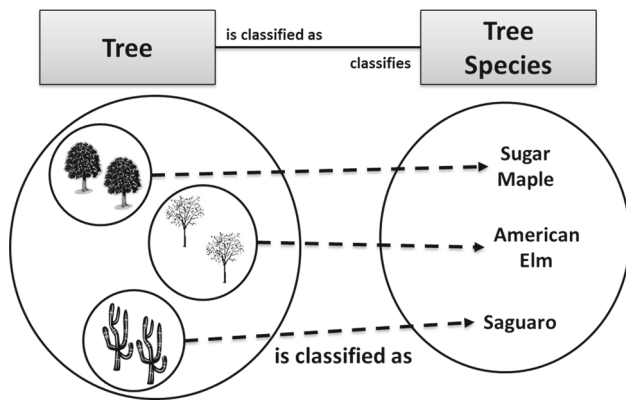 Tree
is classified as
classifies
Tree
Species
Sugar
Maple
American
Elm
Saguaro
is classified as